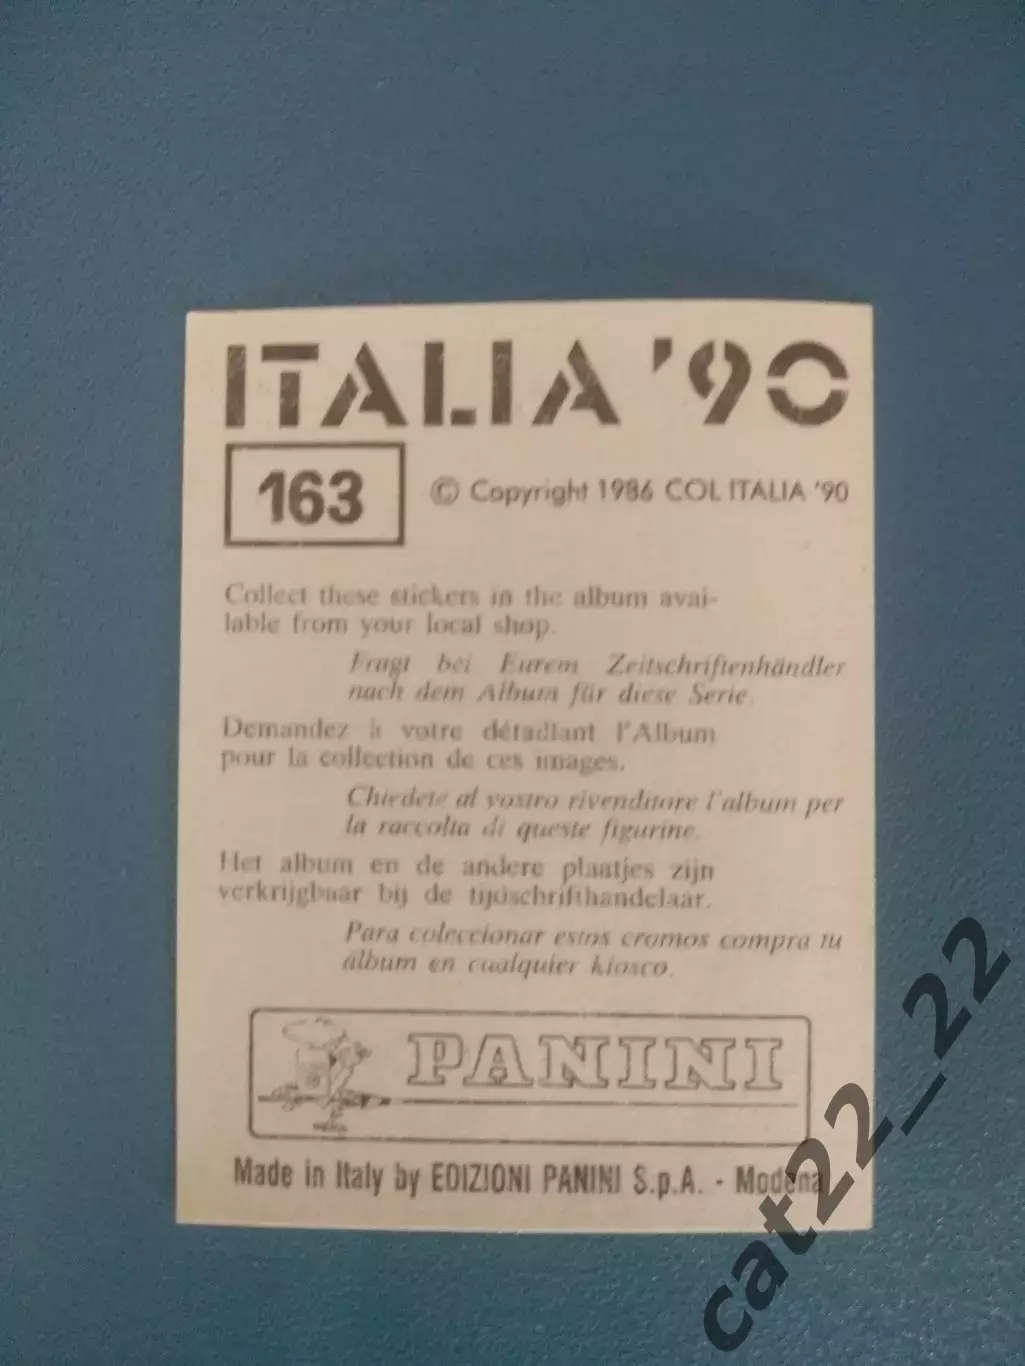 ITALIA '90
163
© Copyright 1986 COL ITALIA '90
Collect these stickers in the album avai-
lable from your local shop.
Fragt bei Eurem Zeitschriftenhändler
nach dem Album für diese Serie.
Demandez à votre détaillant l'Album
pour la collection de ces images.
Chiedete al vostro rivenditore l'album per
la raccolta di queste figurine.
Het album en de andere plaatjes zijn
verkrijgbaar bij de tijdschrifthandelaar.
Para coleccionar estos cromos compra tu
álbum en cualquier kiosco.
PANINI
Made in Italy by EDIZIONI PANINI S.p.A. - Modena
cat22_22